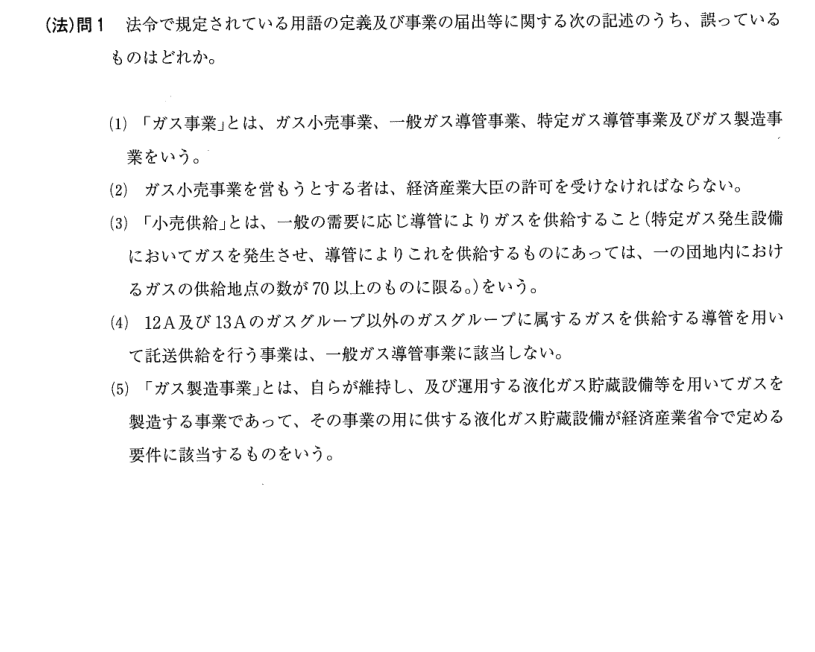 (法)問1 法令で規定されている用語の定義及び事業の届出等に関する次の記述のうち、誤っている
ものはどれか。
(1) 「ガス事業」とは、ガス小売事業、一般ガス導管事業、特定ガス導管事業及びガス製造事
業をいう。
(2) ガス小売事業を営もうとする者は、経済産業大臣の許可を受けなければならない。
(3) 「小売供給」とは、一般の需要に応じ導管によりガスを供給すること(特定ガス発生設備
においてガスを発生させ、導管によりこれを供給するものにあっては、一の団地内におけ
るガスの供給地点の数が70以上のものに限る。)をいう。
(4) 12A及び13Aのガスグループ以外のガスグループに属するガスを供給する導管を用い
て託送供給を行う事業は、一般ガス導管事業に該当しない。
(5) 「ガス製造事業」とは、自らが維持し、及び運用する液化ガス貯蔵設備等を用いてガスを
製造する事業であって、その事業の用に供する液化ガス貯蔵設備が経済産業省令で定める
要件に該当するものをいう。